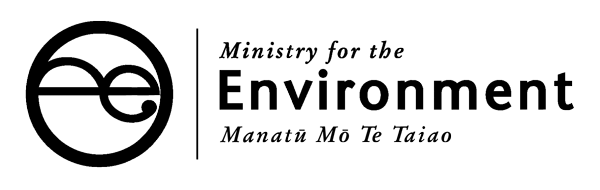 Ministry for the
Environment
Manatū Mō Te Taiao